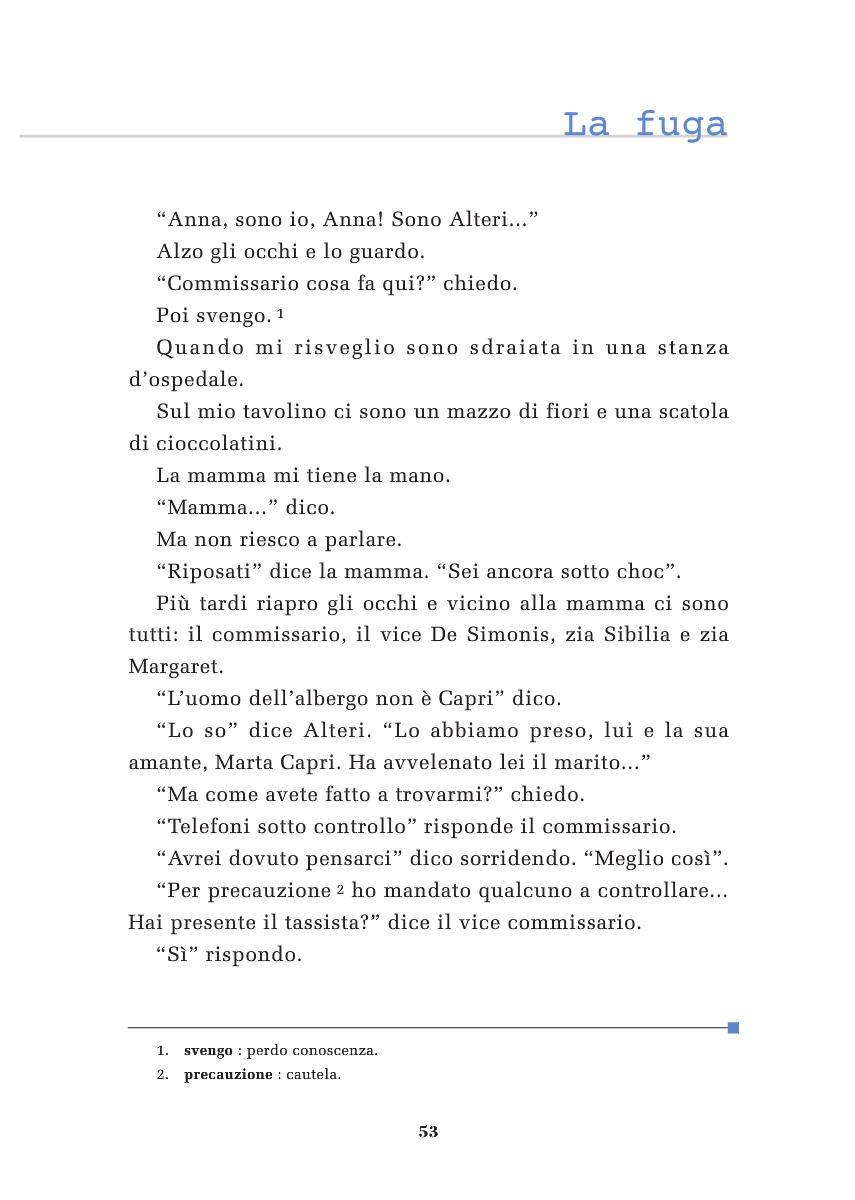 La fuga
“Anna, sono io, Anna! Sono Alteri...”
Alzo gli occhi e lo guardo.
“Commissario cosa fa qui?” chiedo.
Poi svengo. 1
Quando mi risveglio sono sdraiata in una stanza
d’ospedale.
Sul mio tavolino ci sono un mazzo di fiori e una scatola
di cioccolatini.
La mamma mi tiene la mano.
“Mamma...” dico.
Ma non riesco a parlare.
“Riposati” dice la mamma. “Sei ancora sotto choc”.
Più tardi riapro gli occhi e vicino alla mamma ci sono
tutti: il commissario, il vice De Simonis, zia Sibilia e zia
Margaret.
“L’uomo dell’albergo non è Capri” dico.
“Lo so” dice Alteri. “Lo abbiamo preso, lui e la sua
amante, Marta Capri. Ha avvelenato lei il marito...”
“Ma come avete fatto a trovarmi?” chiedo.
“Telefoni sotto controllo” risponde il commissario.
“Avrei dovuto pensarci” dico sorridendo. “Meglio così”.
“Per precauzione 2 ho mandato qualcuno a controllare...
Hai presente il tassista?” dice il vice commissario.
“Sì” rispondo.
1. svengo : perdo conoscenza.
2. precauzione : cautela.
53